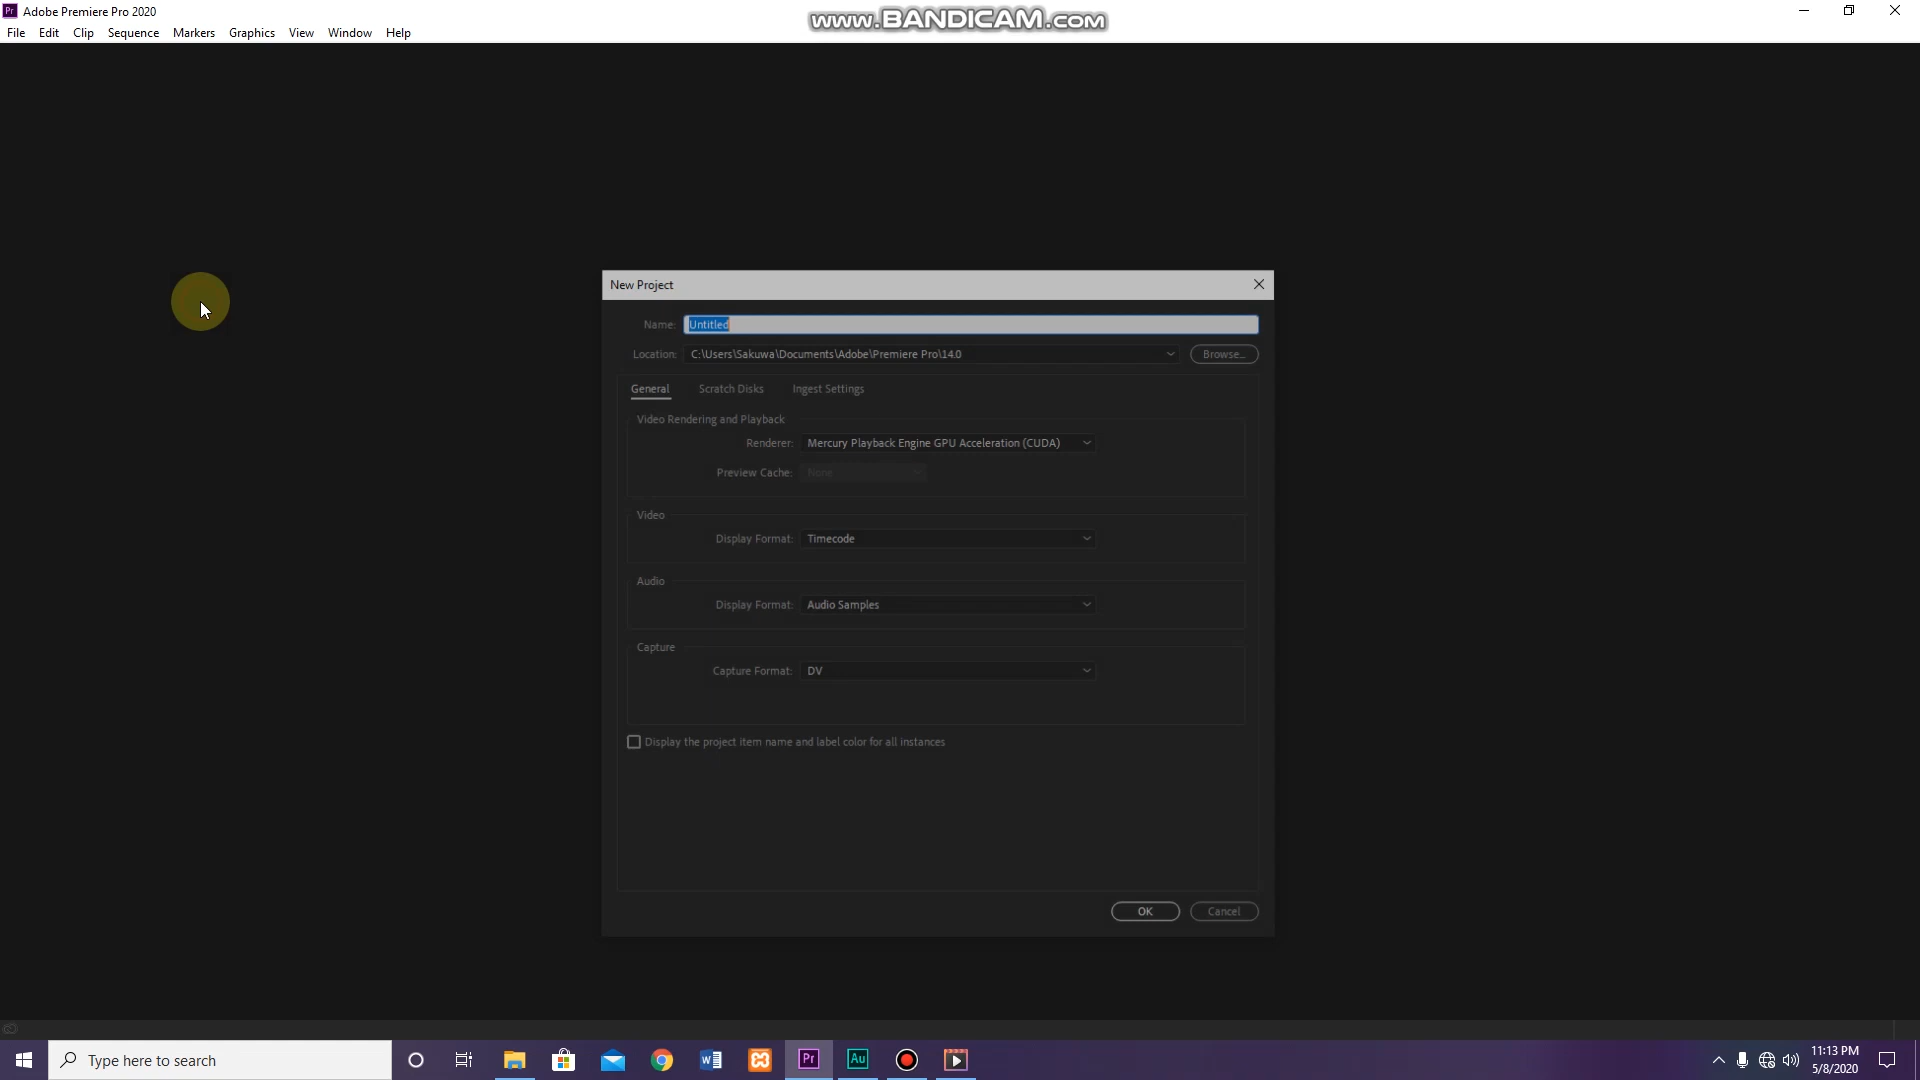 Pr Adobe Premiere Pro 2020
www.BANDICAM.com
File Edit Clip Sequence Markers Graphics View Window Help
New Project
Name: Untitled
Location: C:\Users\Sakuwa\Documents\Adobe\Premiere Pro\14.0 Browse...
General Scratch Disks Ingest Settings
Video Rendering and Playback
Renderer: Mercury Playback Engine GPU Acceleration (CUDA)
Preview Cache: None
Video
Display Format: Timecode
Audio
Display Format: Audio Samples
Capture
Capture Format: DV
Display the project item name and label color for all instances
OK Cancel
Type here to search
Pr Au
11:13 PM
5/8/2020